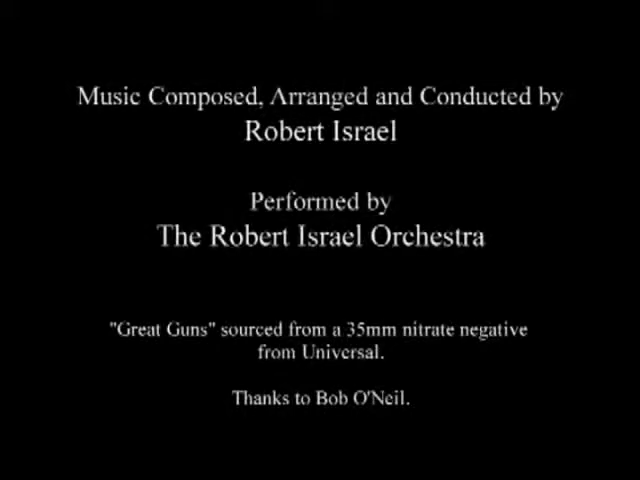 Music Composed, Arranged and Conducted by
Robert Israel
Performed by
The Robert Israel Orchestra
"Great Guns" sourced from a 35mm nitrate negative
from Universal.
Thanks to Bob O'Neil.